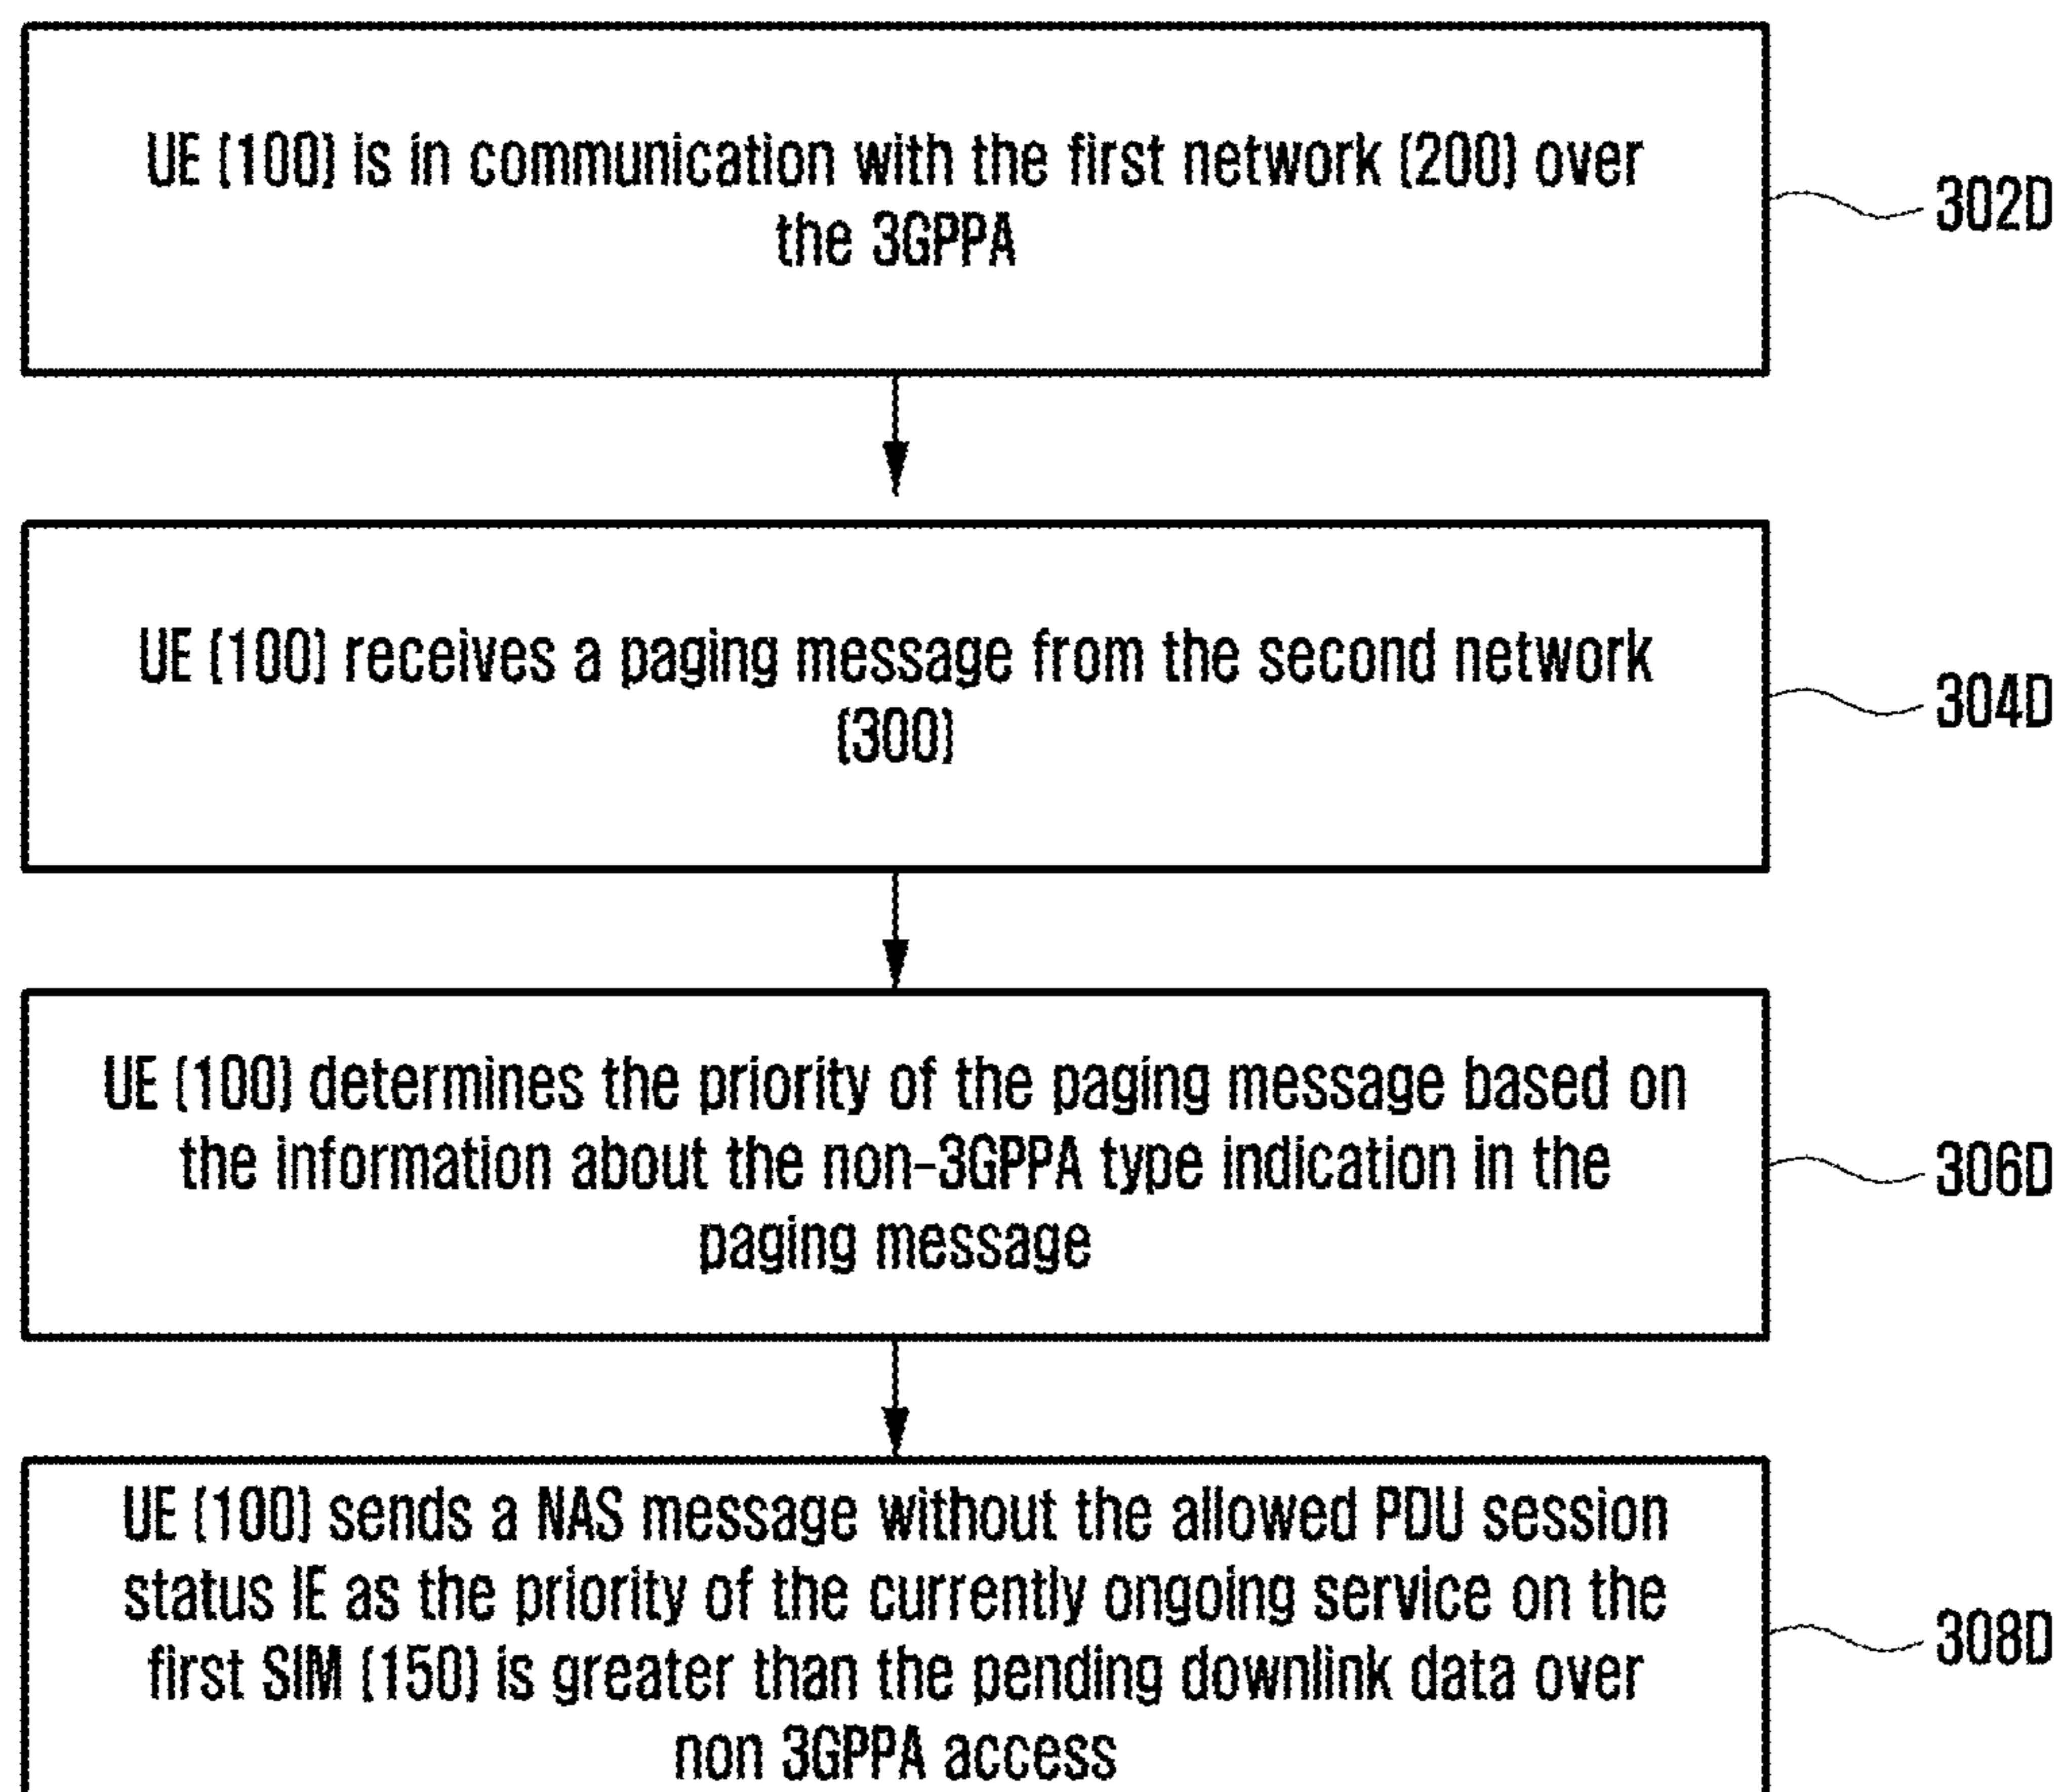 UE (100) is in communication with the first network (200) over
the 3GPPA
302D
UE (100) receives a paging message from the second network
(300)
304D
UE (100) determines the priority of the paging message based on
the information about the non-3GPPA type indication in the
paging message
306D
UE (100) sends a NAS message without the allowed PDU session
status IE as the priority of the currently ongoing service on the
first SIM (150) is greater than the pending downlink data over
non 3GPPA access
308D